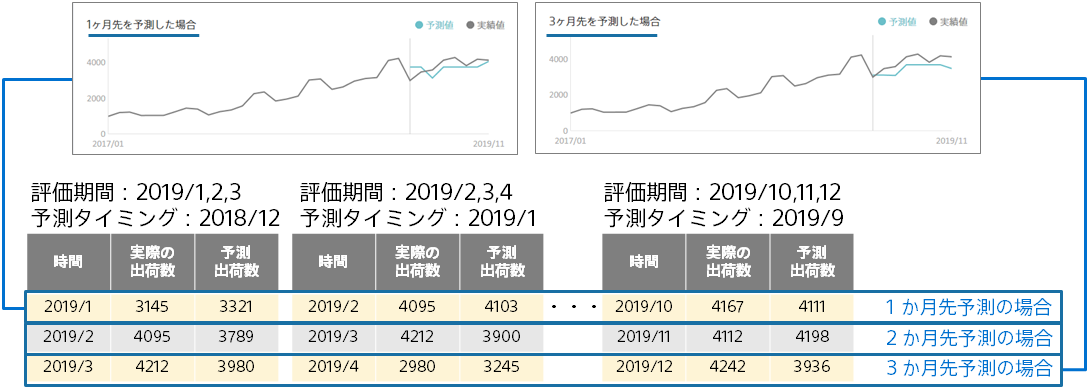 1ヶ月先を予測した場合
予測値 実績値
4000
2000
0
2017/01 2019/11
3ヶ月先を予測した場合
予測値 実績値
4000
2000
0
2017/01 2019/11
評価期間：2019/1,2,3
予測タイミング：2018/12
評価期間：2019/2,3,4
予測タイミング：2019/1
評価期間：2019/10,11,12
予測タイミング：2019/9
時間 実際の出荷数 予測出荷数 時間 実際の出荷数 予測出荷数 時間 実際の出荷数 予測出荷数
2019/1 3145 3321 2019/2 4095 4103 ・・・ 2019/10 4167 4111 1か月先予測の場合
2019/2 4095 3789 2019/3 4212 3900 2019/11 4112 4198 2か月先予測の場合
2019/3 4212 3980 2019/4 2980 3245 2019/12 4242 3936 3か月先予測の場合